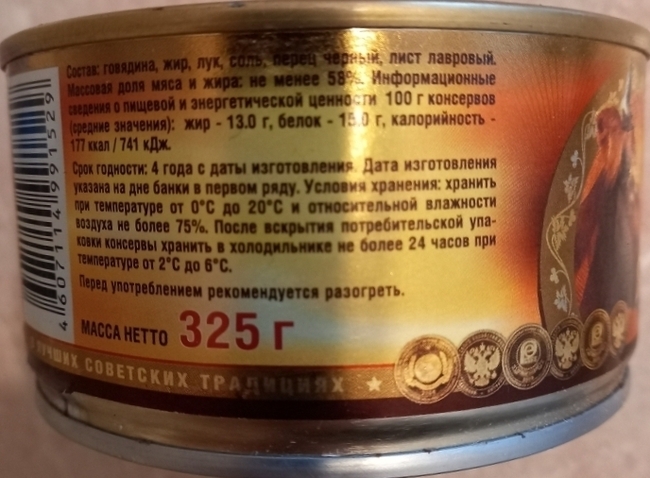 Состав: говядина, жир, лук, соль, перец черный, лист лавровый.
Массовая доля мяса и жира: не менее 58%. Информационные
сведения о пищевой и энергетической ценности 100 г консервов
(средние значения): жир - 13.0 г, белок - 15.0 г, калорийность -
177 ккал / 741 кДж.
Срок годности: 4 года с даты изготовления. Дата изготовления
указана на дне банки в первом ряду. Условия хранения: хранить
при температуре от 0°С до 20°С и относительной влажности
воздуха не более 75%. После вскрытия потребительской упа-
ковки консервы хранить в холодильнике не более 24 часов при
температуре от 2°С до 6°С.
Перед употреблением рекомендуется разогреть.
МАССА НЕТТО 325 г
ЛУЧШИХ СОВЕТСКИХ ТРАДИЦИЯХ
4607114991529